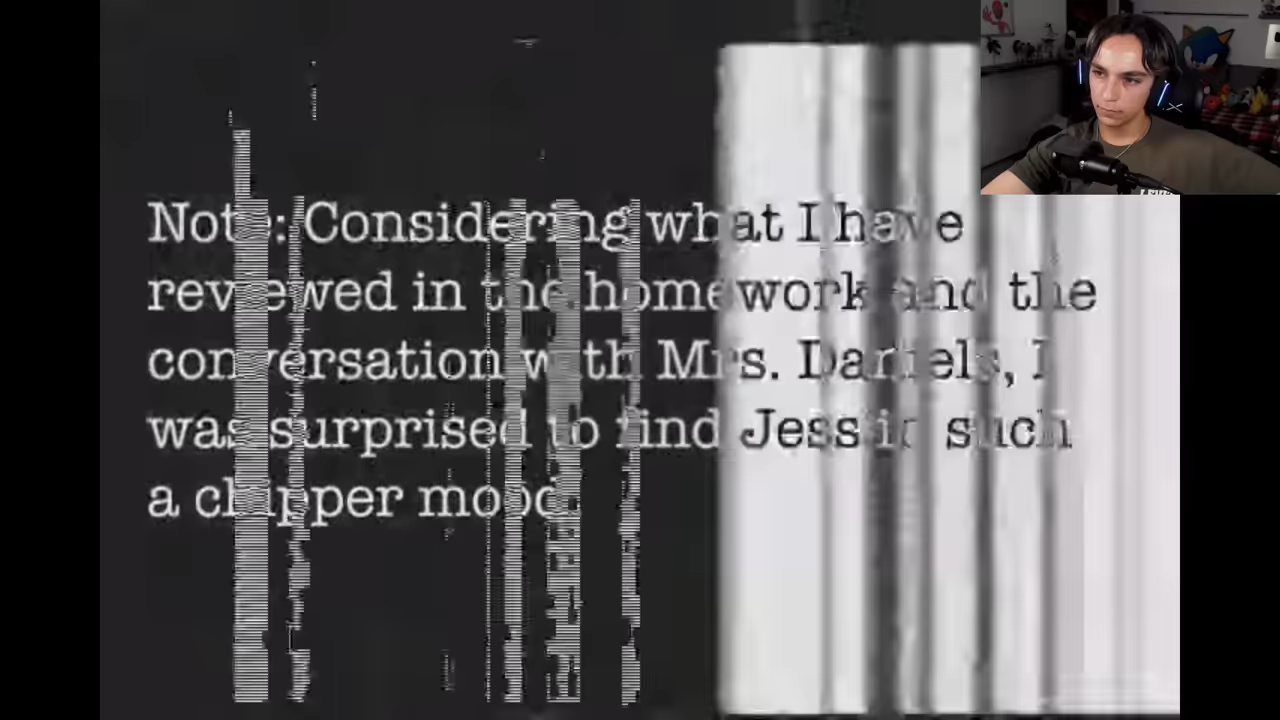 Note: Considering what I have
reviewed in the homework and the
conversation with Mrs. Daniels, I
was surprised to find Jess in such
a chipper mood.